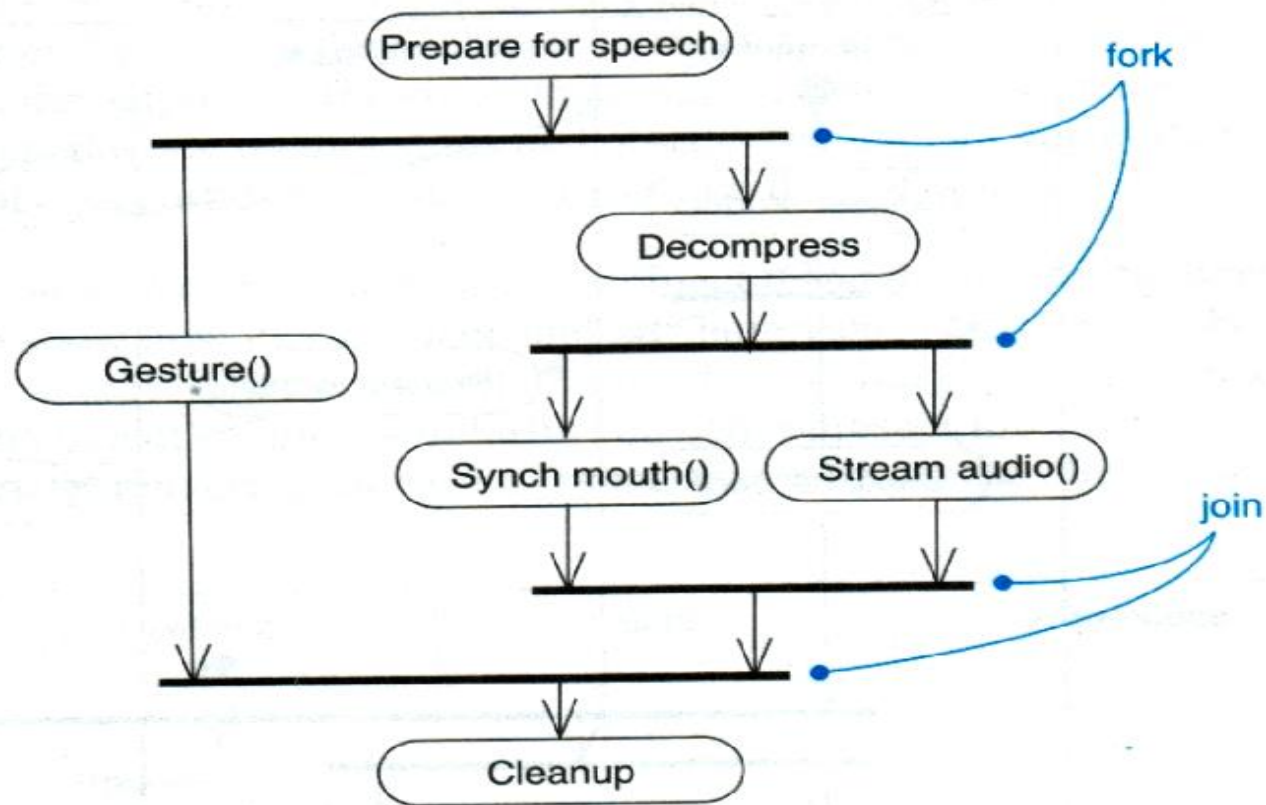 Prepare for speech
fork
Decompress
Gesture()
Synch mouth()
Stream audio()
join
Cleanup